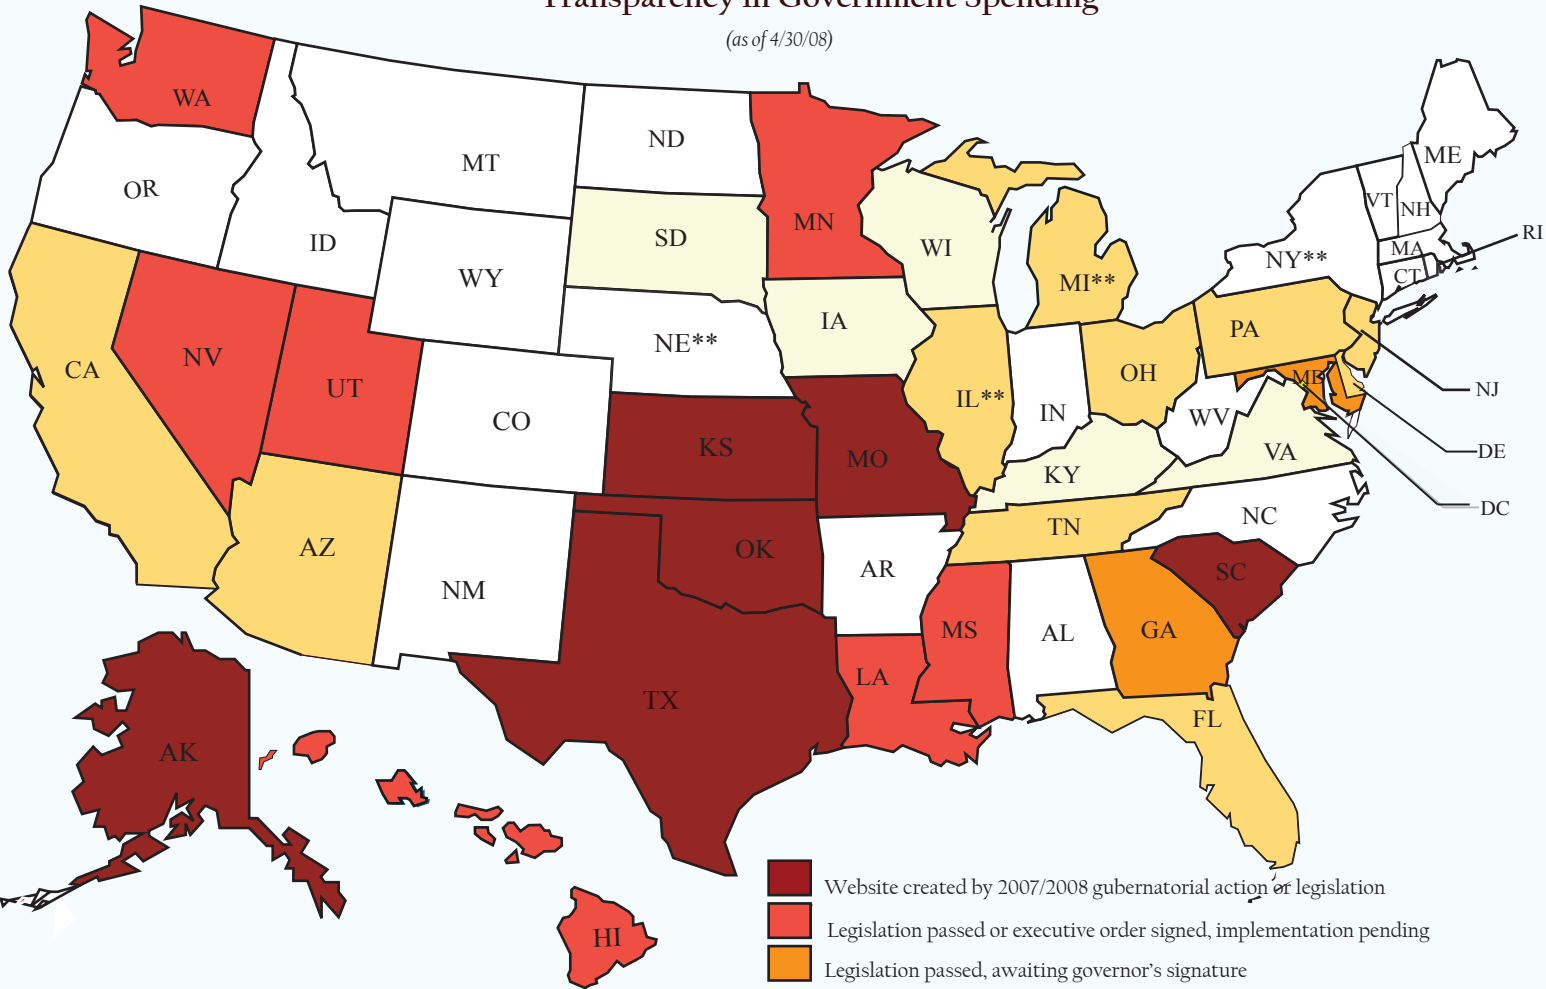 Transparency in Government Spending
(as of 4/30/08)
WA
MT
ND
MN
OR
ID
WY
SD
WI
MI**
NY**
VT
NH
ME
MA
CT
RI
CA
NV
UT
CO
NE**
IA
IL**
IN
OH
PA
NJ
MD
DE
DC
WV
VA
KY
KS
MO
TN
NC
AZ
NM
OK
AR
SC
MS
AL
GA
TX
LA
FL
AK
HI
Website created by 2007/2008 gubernatorial action or legislation
Legislation passed or executive order signed, implementation pending
Legislation passed, awaiting governor's signature